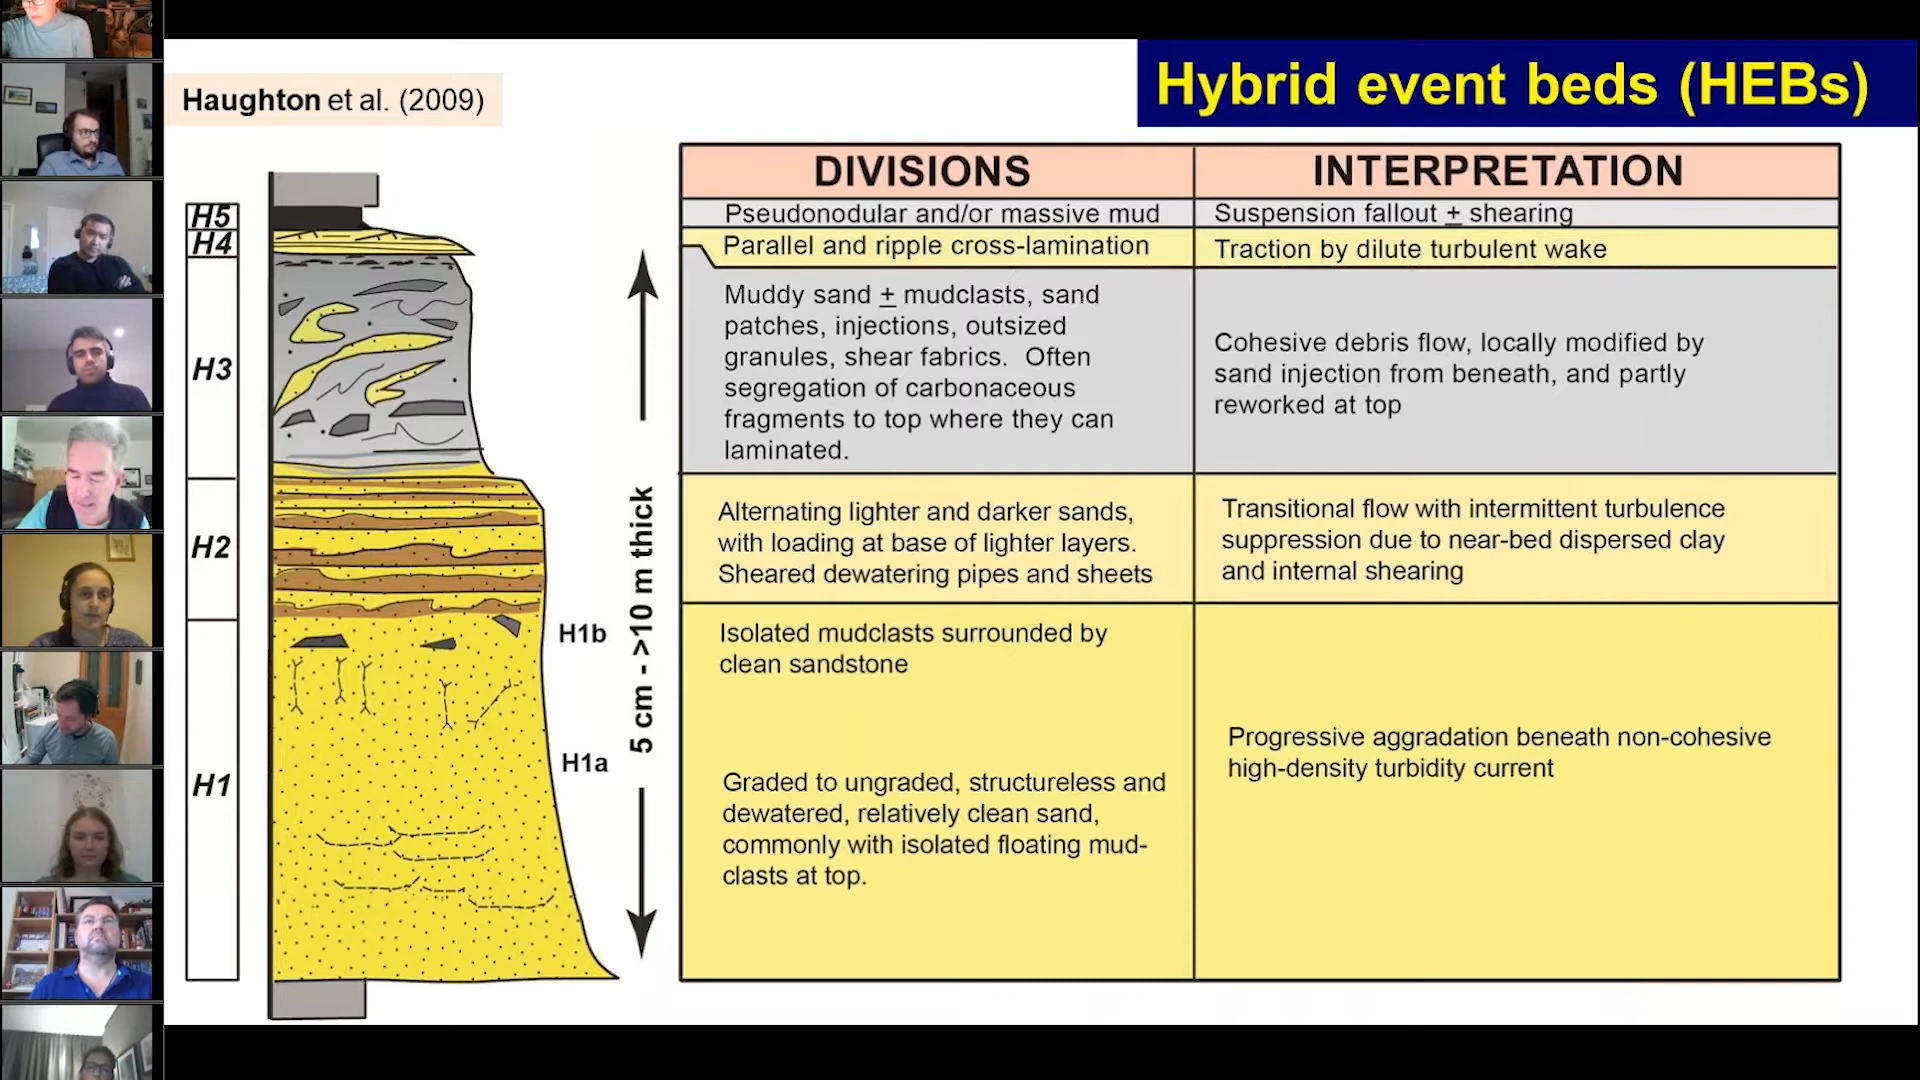 Hybrid event beds (HEBs)
Haughton et al. (2009)
DIVISIONS
INTERPRETATION
H5
Pseudonodular and/or massive mud
Suspension fallout ± shearing
H4
Parallel and ripple cross-lamination
Traction by dilute turbulent wake
H3
Muddy sand ± mudclasts, sand
patches, injections, outsized
granules, shear fabrics. Often
segregation of carbonaceous
fragments to top where they can
laminated.
Cohesive debris flow, locally modified by
sand injection from beneath, and partly
reworked at top
H2
Alternating lighter and darker sands,
with loading at base of lighter layers.
Sheared dewatering pipes and sheets
Transitional flow with intermittent turbulence
suppression due to near-bed dispersed clay
and internal shearing
H1
H1b
H1a
5 cm - >10 m thick
Isolated mudclasts surrounded by
clean sandstone
Graded to ungraded, structureless and
dewatered, relatively clean sand,
commonly with isolated floating mud-
clasts at top.
Progressive aggradation beneath non-cohesive
high-density turbidity current